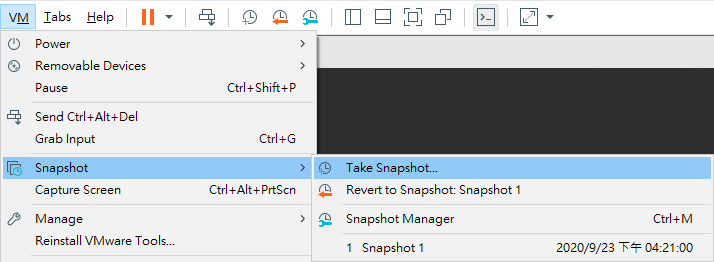 VM Tabs Help
Power
Removable Devices
Pause Ctrl+Shift+P
Send Ctrl+Alt+Del
Grab Input Ctrl+G
Snapshot Take Snapshot...
Capture Screen Ctrl+Alt+PrtScn Revert to Snapshot: Snapshot 1
Manage Snapshot Manager Ctrl+M
Reinstall VMware Tools... 1 Snapshot 1 2020/9/23 下午 04:21:00